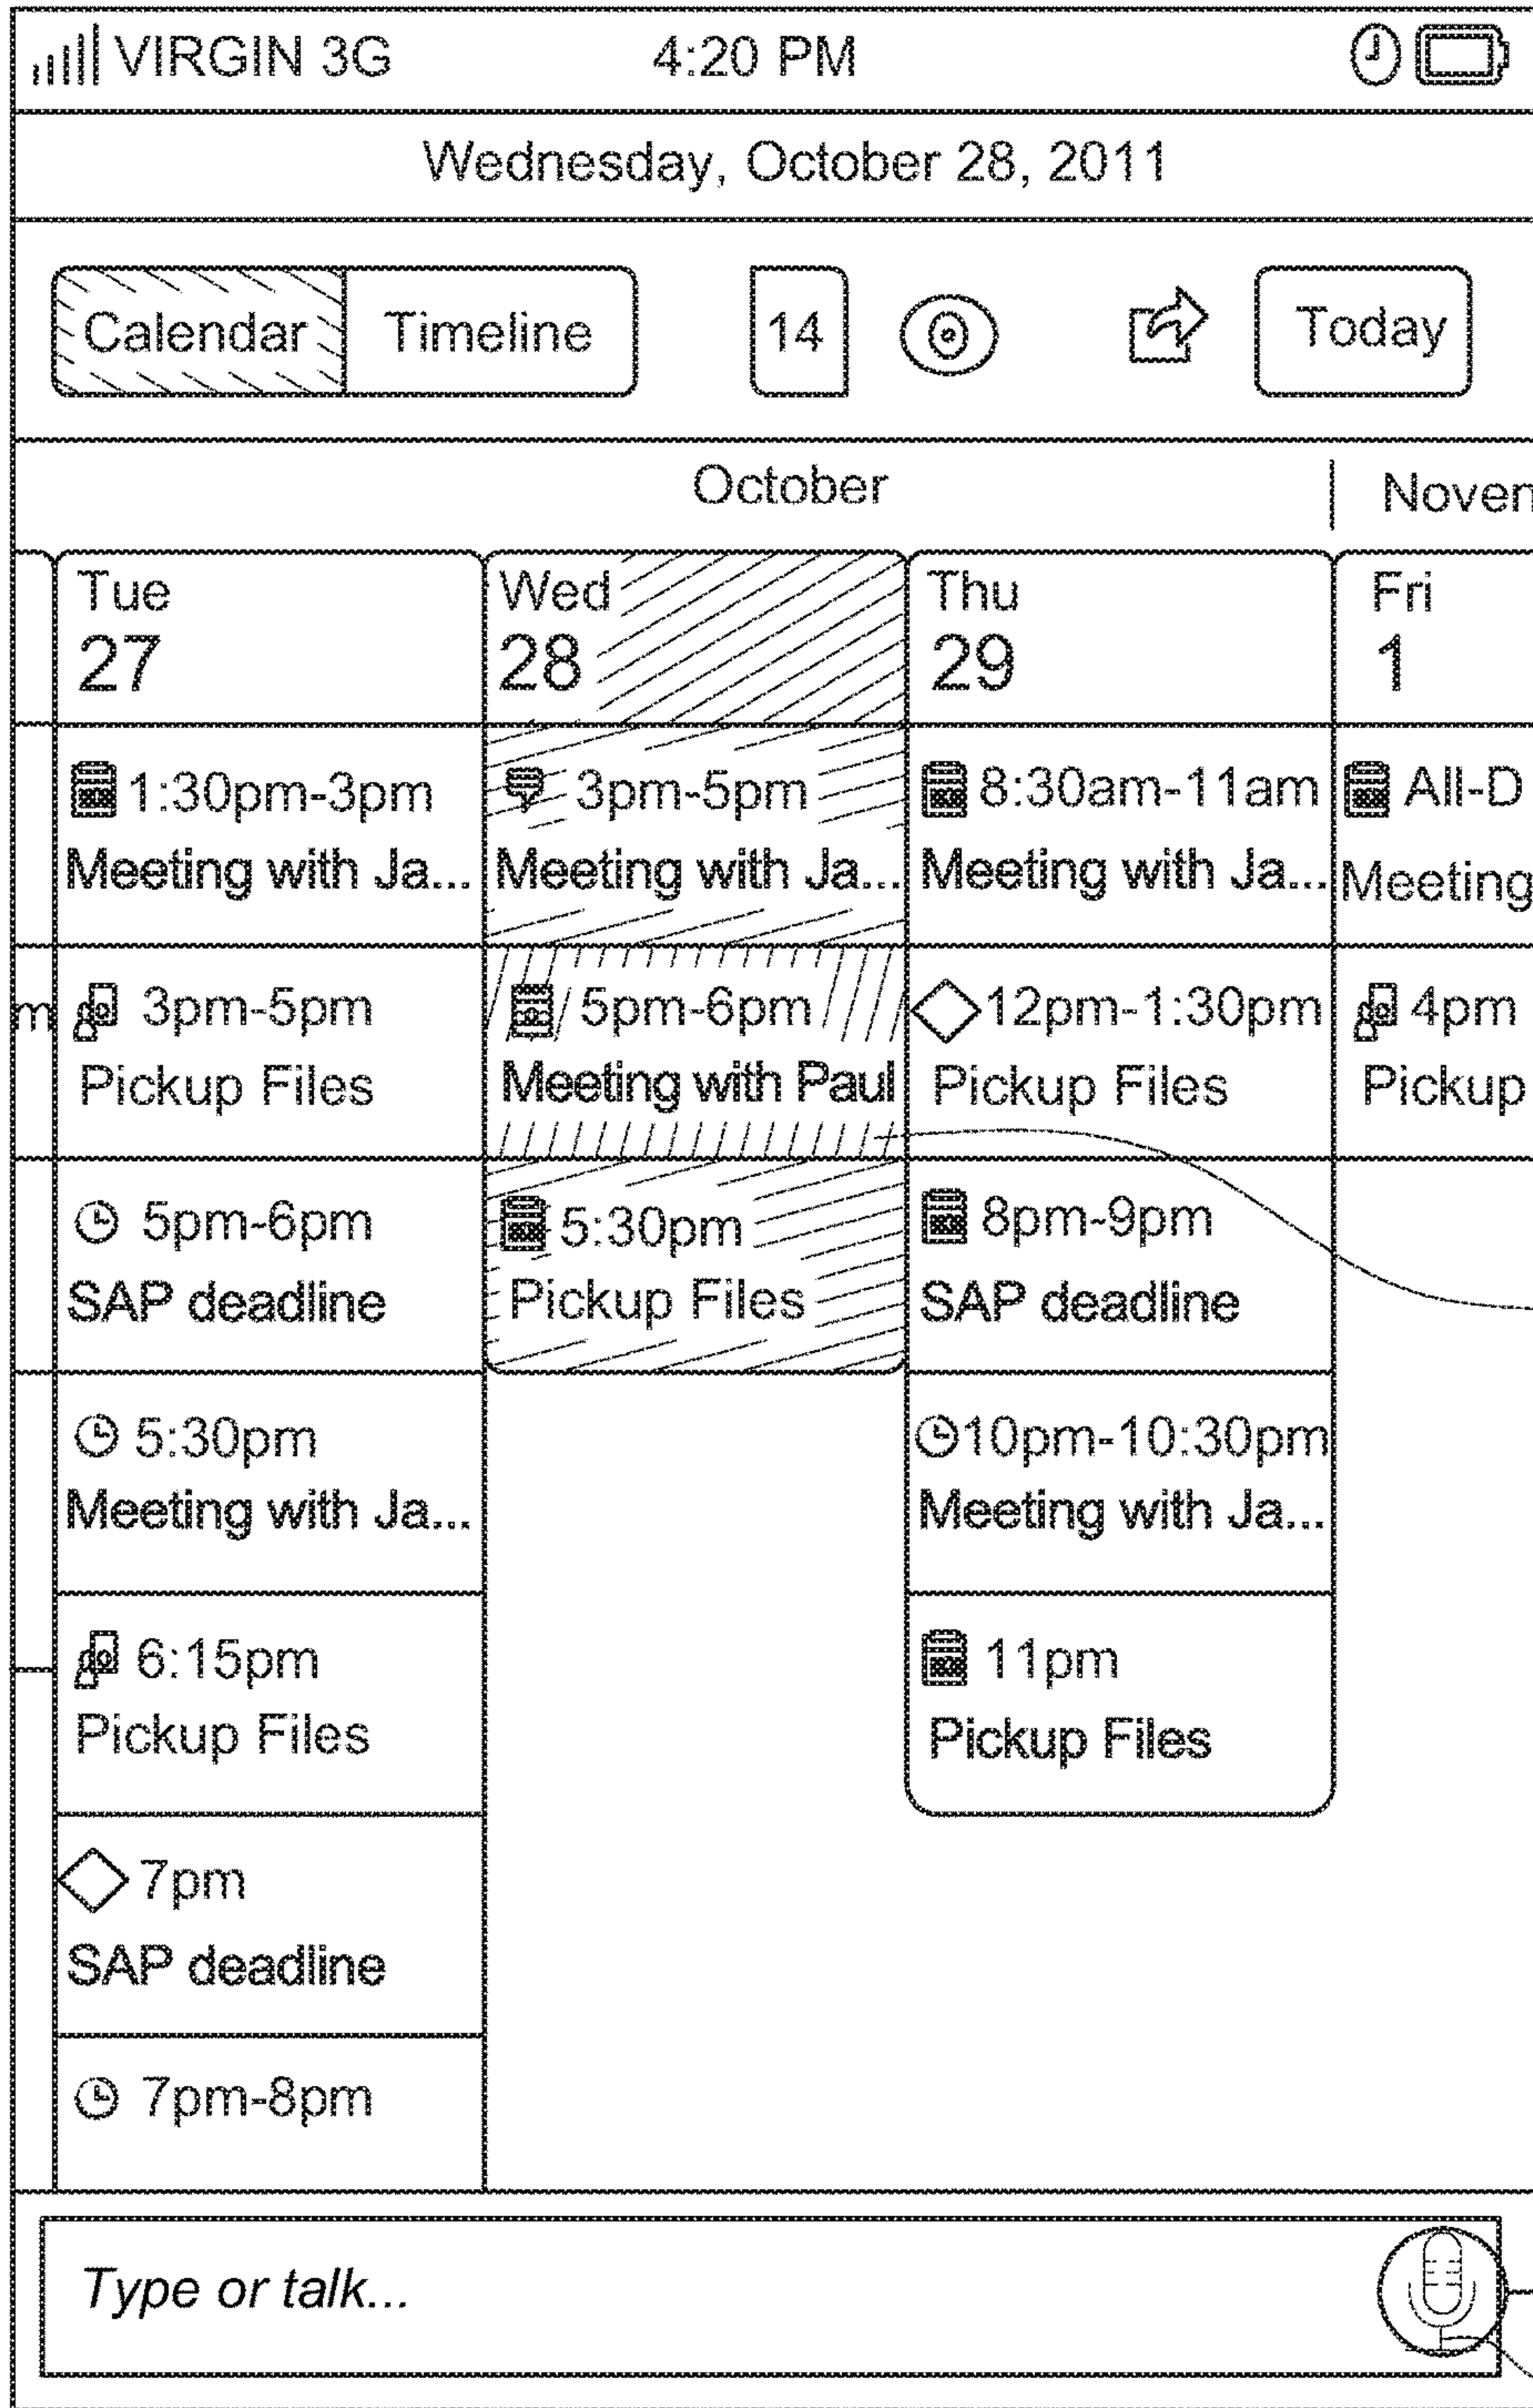 VIRGIN 3G 4:20 PM
Wednesday, October 28, 2011
Calendar Timeline 14 Today
October Noven
Tue Wed Thu Fri
27 28 29 1
1:30pm-3pm 3pm-5pm 8:30am-11am All-D
Meeting with Ja... Meeting with Ja... Meeting with Ja... Meeting
m 3pm-5pm 5pm-6pm 12pm-1:30pm 4pm
Pickup Files Meeting with Paul Pickup Files Pickup
5pm-6pm 5:30pm 8pm-9pm
SAP deadline Pickup Files SAP deadline
5:30pm 10pm-10:30pm
Meeting with Ja... Meeting with Ja...
6:15pm 11pm
Pickup Files Pickup Files
7pm
SAP deadline
7pm-8pm
Type or talk...